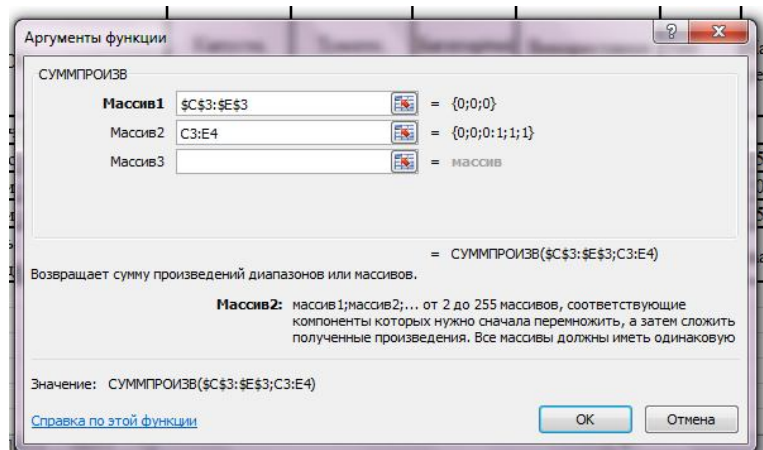 Аргументы функции
СУММПРОИЗВ
Массив1 $C$3:$E$3 = {0;0;0}
Массив2 C3:E4 = {0;0;0:1;1;1}
Массив3 = массив
= СУММПРОИЗВ($C$3:$E$3;C3:E4)
Возвращает сумму произведений диапазонов или массивов.
Массив2: массив1;массив2;... от 2 до 255 массивов, соответствующие
компоненты которых нужно сначала перемножить, а затем сложить
полученные произведения. Все массивы должны иметь одинаковую
Значение: СУММПРОИЗВ($C$3:$E$3;C3:E4)
Справка по этой функции
ОК
Отмена